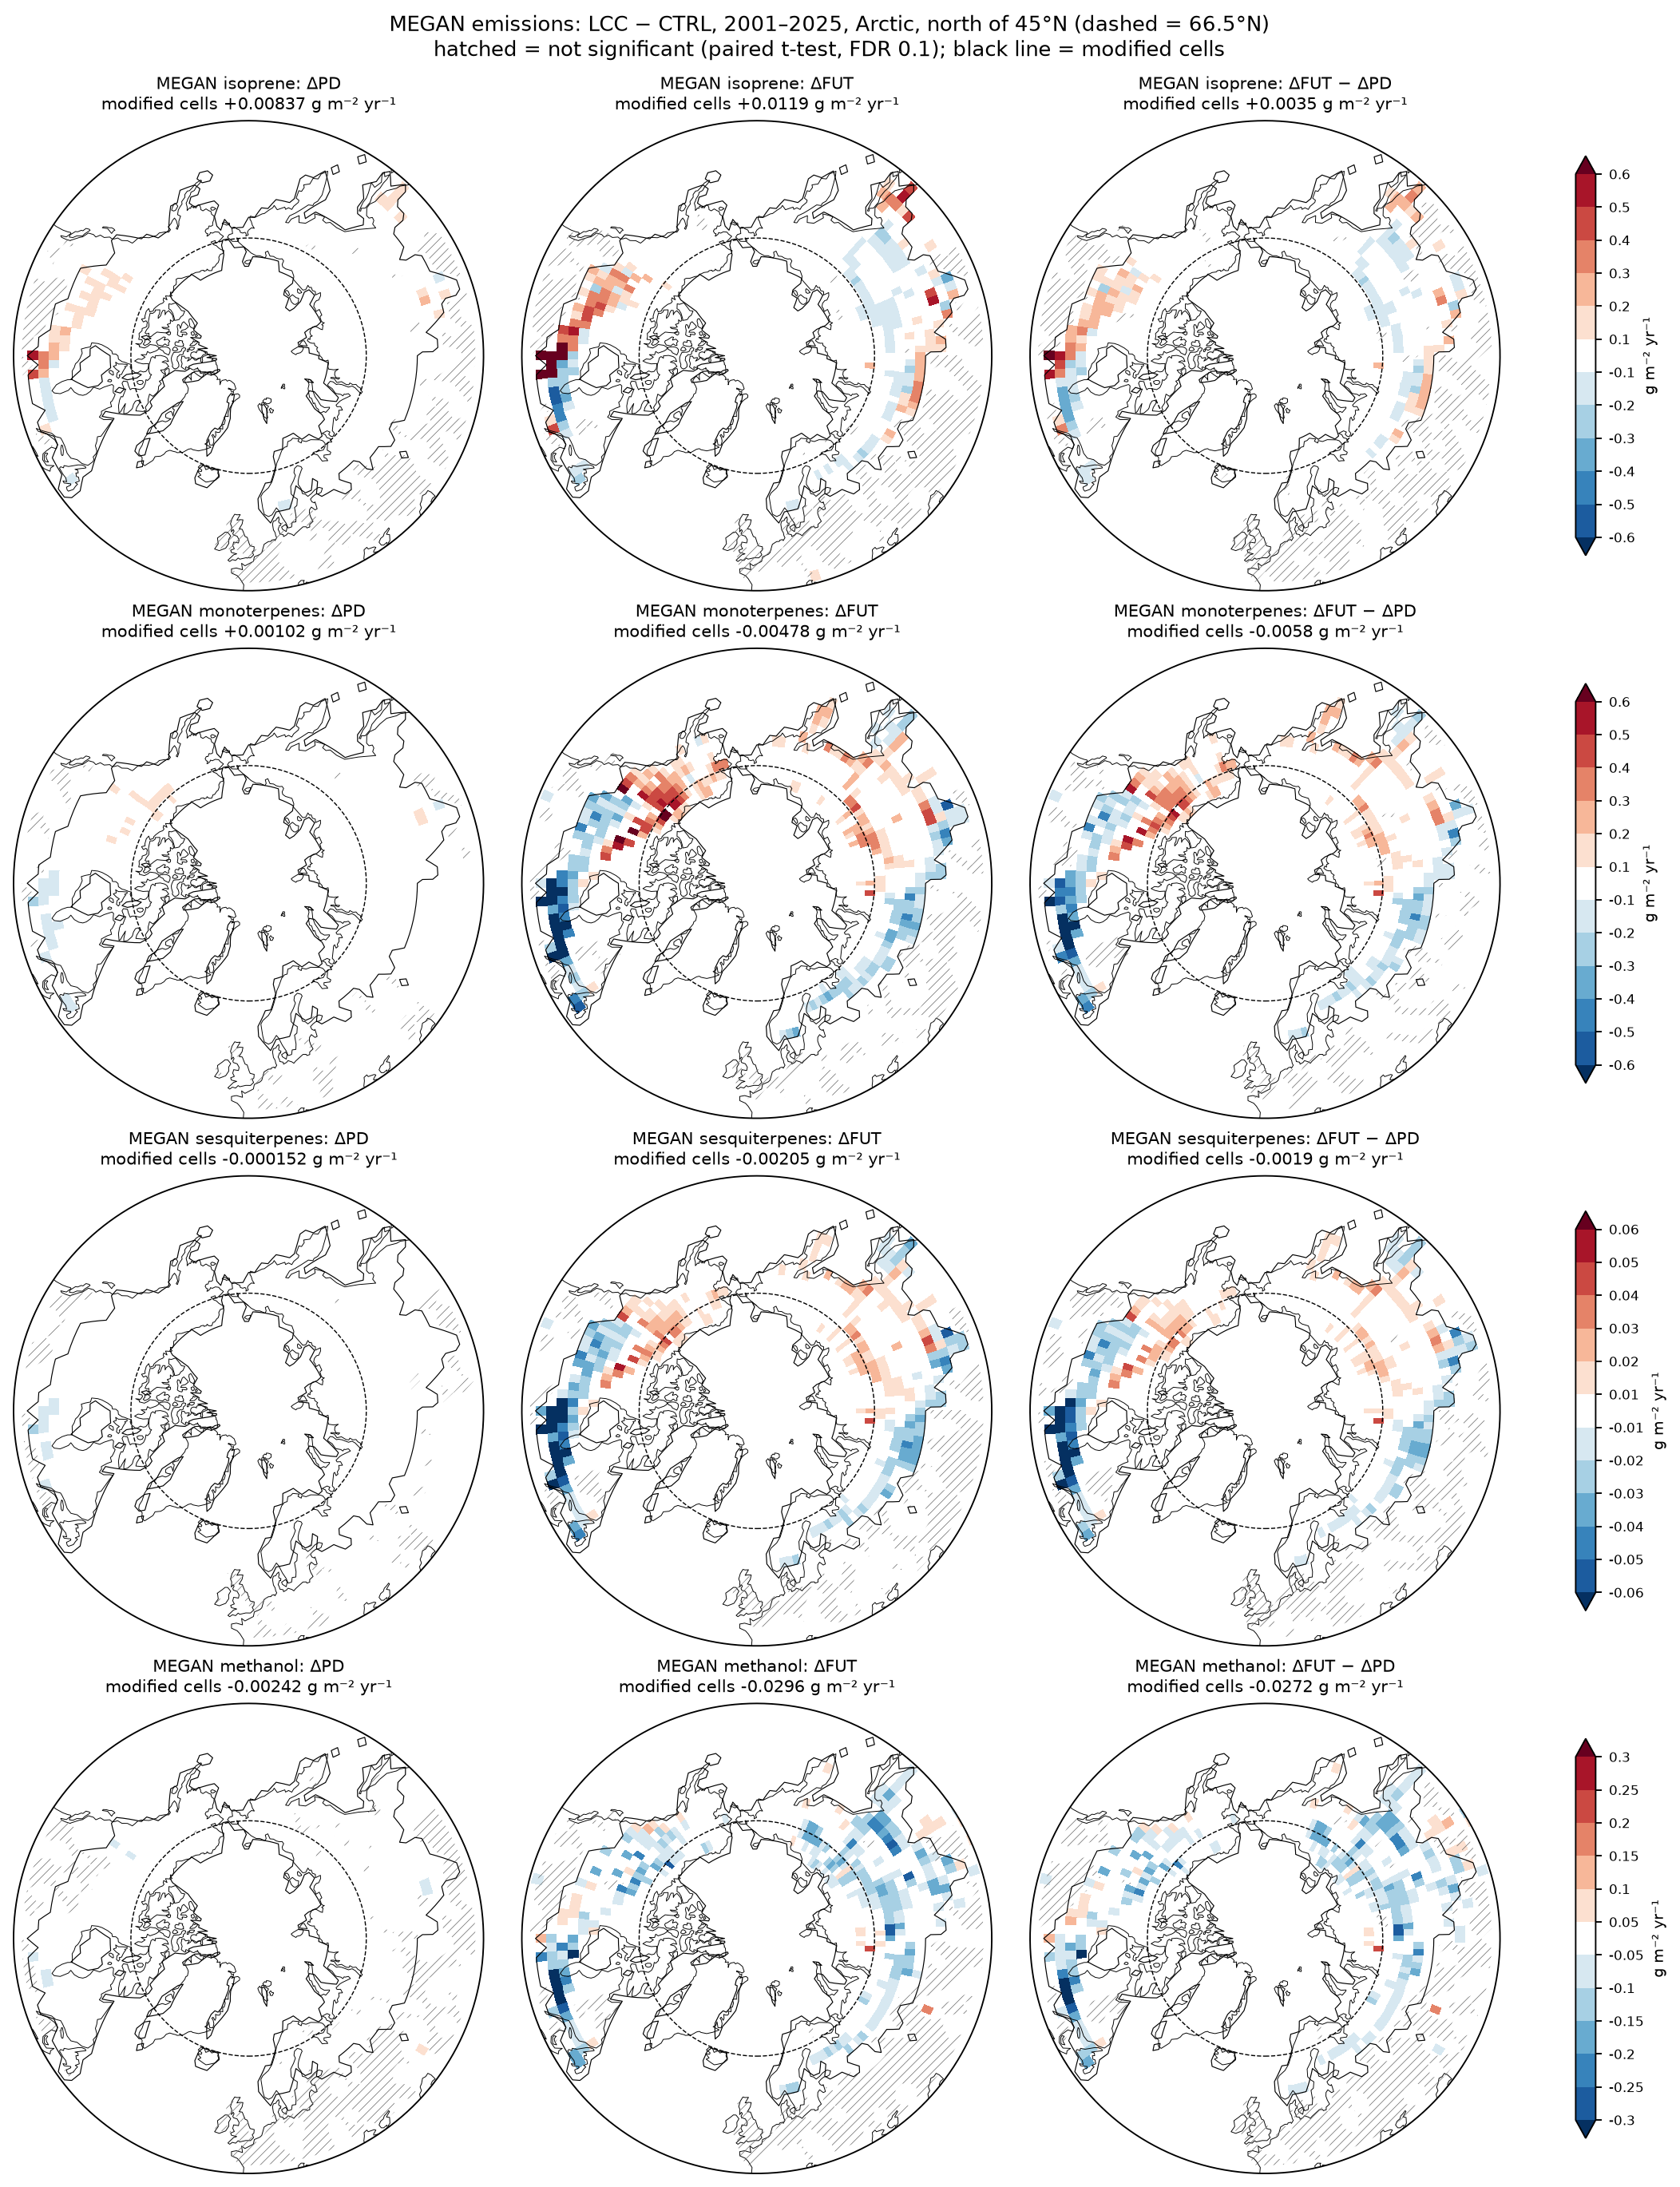 MEGAN emissions: LCC − CTRL, 2001–2025, Arctic, north of 45°N (dashed = 66.5°N)
hatched = not significant (paired t-test, FDR 0.1); black line = modified cells
MEGAN isoprene: ΔPD
modified cells +0.00837 g m⁻² yr⁻¹
MEGAN isoprene: ΔFUT
modified cells +0.0119 g m⁻² yr⁻¹
MEGAN isoprene: ΔFUT − ΔPD
modified cells +0.0035 g m⁻² yr⁻¹
0.6
0.5
0.4
0.3
0.2
0.1
-0.1
-0.2
-0.3
-0.4
-0.5
-0.6
g m⁻² yr⁻¹
MEGAN monoterpenes: ΔPD
modified cells +0.00102 g m⁻² yr⁻¹
MEGAN monoterpenes: ΔFUT
modified cells -0.00478 g m⁻² yr⁻¹
MEGAN monoterpenes: ΔFUT − ΔPD
modified cells -0.0058 g m⁻² yr⁻¹
0.6
0.5
0.4
0.3
0.2
0.1
-0.1
-0.2
-0.3
-0.4
-0.5
-0.6
g m⁻² yr⁻¹
MEGAN sesquiterpenes: ΔPD
modified cells -0.000152 g m⁻² yr⁻¹
MEGAN sesquiterpenes: ΔFUT
modified cells -0.00205 g m⁻² yr⁻¹
MEGAN sesquiterpenes: ΔFUT − ΔPD
modified cells -0.0019 g m⁻² yr⁻¹
0.06
0.05
0.04
0.03
0.02
0.01
-0.01
-0.02
-0.03
-0.04
-0.05
-0.06
g m⁻² yr⁻¹
MEGAN methanol: ΔPD
modified cells -0.00242 g m⁻² yr⁻¹
MEGAN methanol: ΔFUT
modified cells -0.0296 g m⁻² yr⁻¹
MEGAN methanol: ΔFUT − ΔPD
modified cells -0.0272 g m⁻² yr⁻¹
0.3
0.25
0.2
0.15
0.1
0.05
-0.05
-0.1
-0.15
-0.2
-0.25
-0.3
g m⁻² yr⁻¹